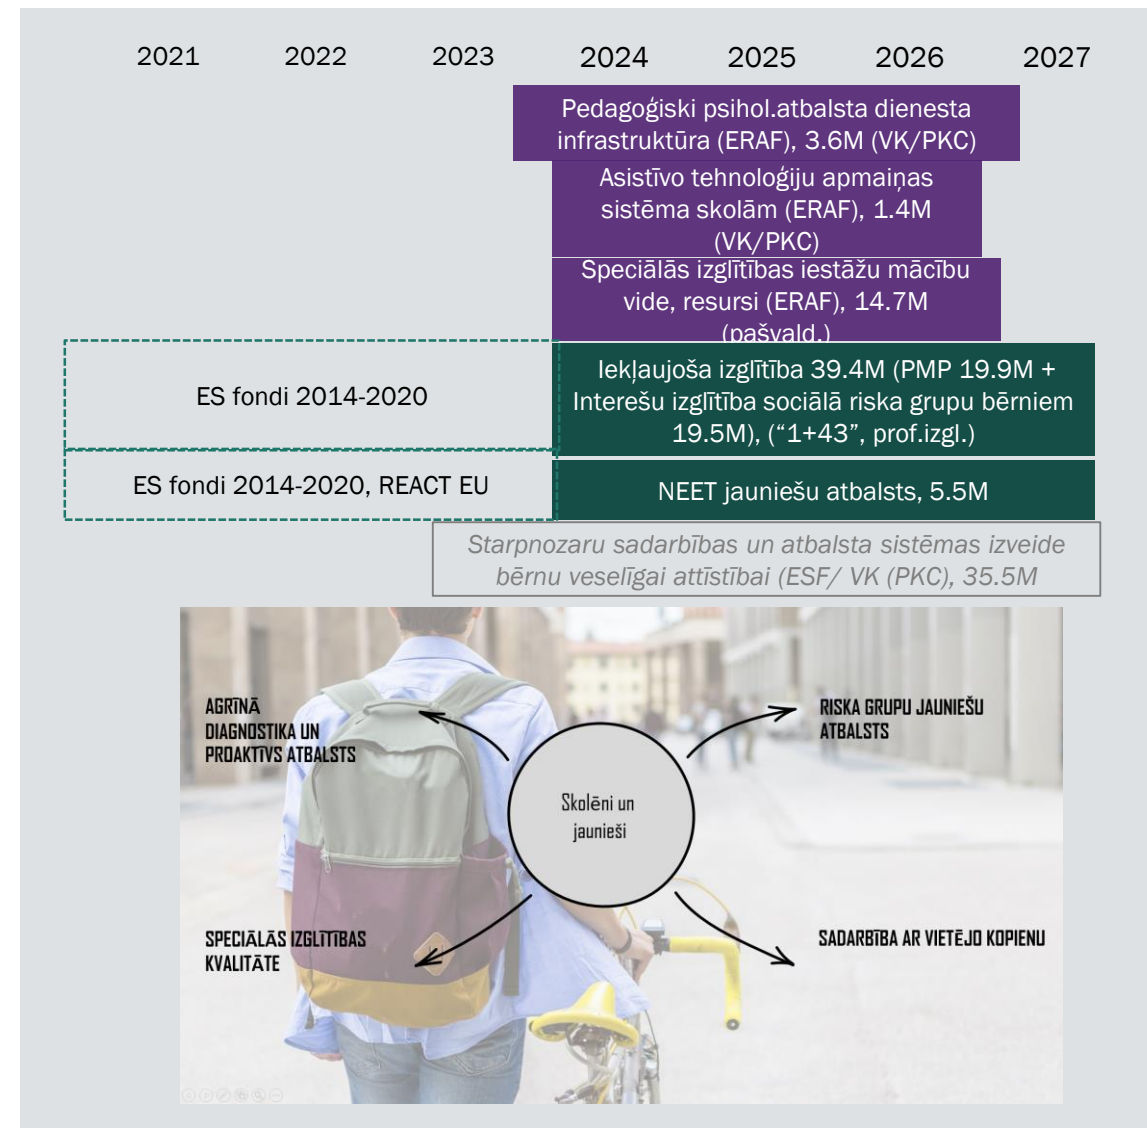 2021 2022 2023 2024 2025 2026 2027
Pedagoģiski psihol.atbalsta dienesta
infrastruktūra (ERAF), 3.6M (VK/PKC)
Asistīvo tehnoloģiju apmaiņas
sistēma skolām (ERAF), 1.4M
(VK/PKC)
Speciālās izglītības iestāžu mācību
vide, resursi (ERAF), 14.7M
(pašvald.)
ES fondi 2014-2020
Iekļaujoša izglītība 39.4M (PMP 19.9M +
Interešu izglītība sociālā riska grupu bērniem
19.5M), (“1+43”, prof.izgl.)
ES fondi 2014-2020, REACT EU
NEET jauniešu atbalsts, 5.5M
Starpnozaru sadarbības un atbalsta sistēmas izveide
bērnu veselīgai attīstībai (ESF/ VK (PKC), 35.5M
AGRĪNĀ
DIAGNOSTIKA UN
PROAKTĪVS ATBALSTS
RISKA GRUPU JAUNIEŠU
ATBALSTS
Skolēni un
jaunieši
SPECIĀLĀS IZGLĪTĪBAS
KVALITĀTE
SADARBĪBA AR VIETĒJO KOPIENU